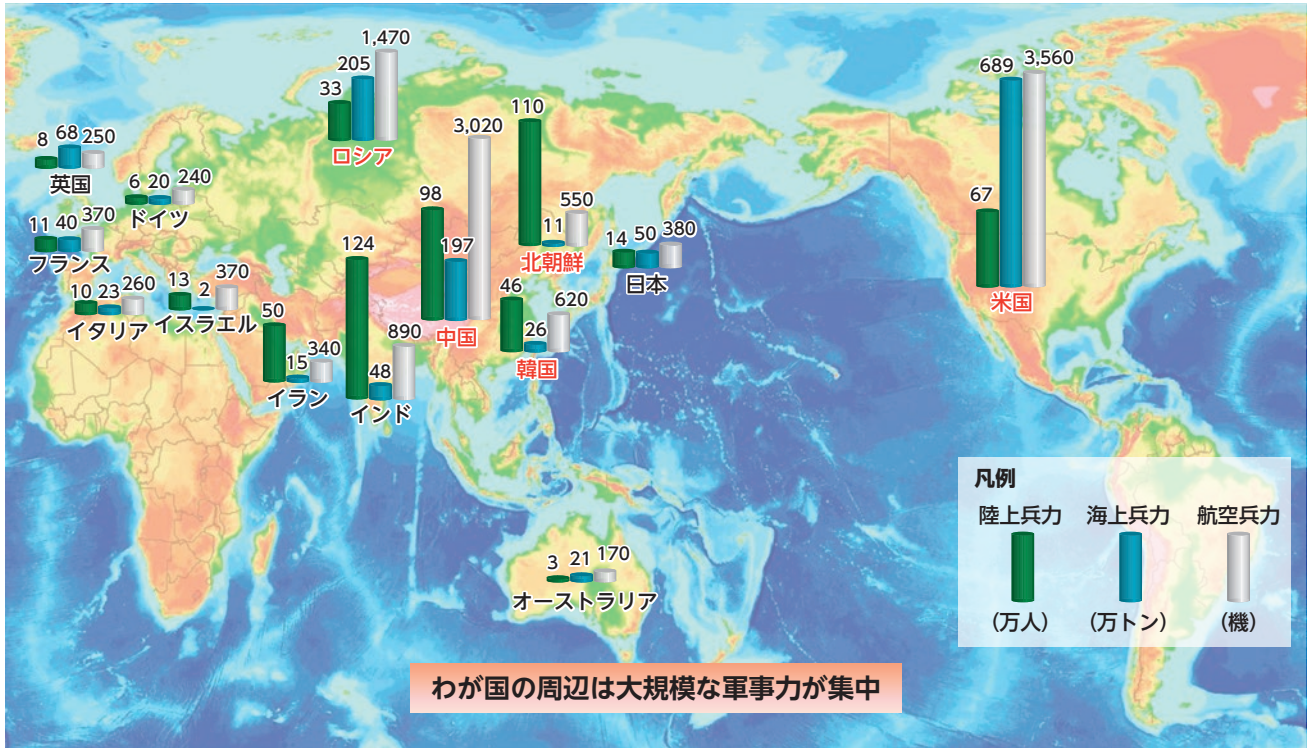 1,470
205
33
ロシア
689 3,560
67
米国
110
550
11
北朝鮮
3,020
98
197
中国
8 68 250
英国
6 20 240
ドイツ
11 40 370
フランス
10 23 260
イタリア
13 2 370
イスラエル
50
15 340
イラン
124
890
48
インド
46
620
26
韓国
14 50 380
日本
3 21 170
オーストラリア
凡例
陸上兵力 海上兵力 航空兵力
（万人） （万トン） （機）
わが国の周辺は大規模な軍事力が集中